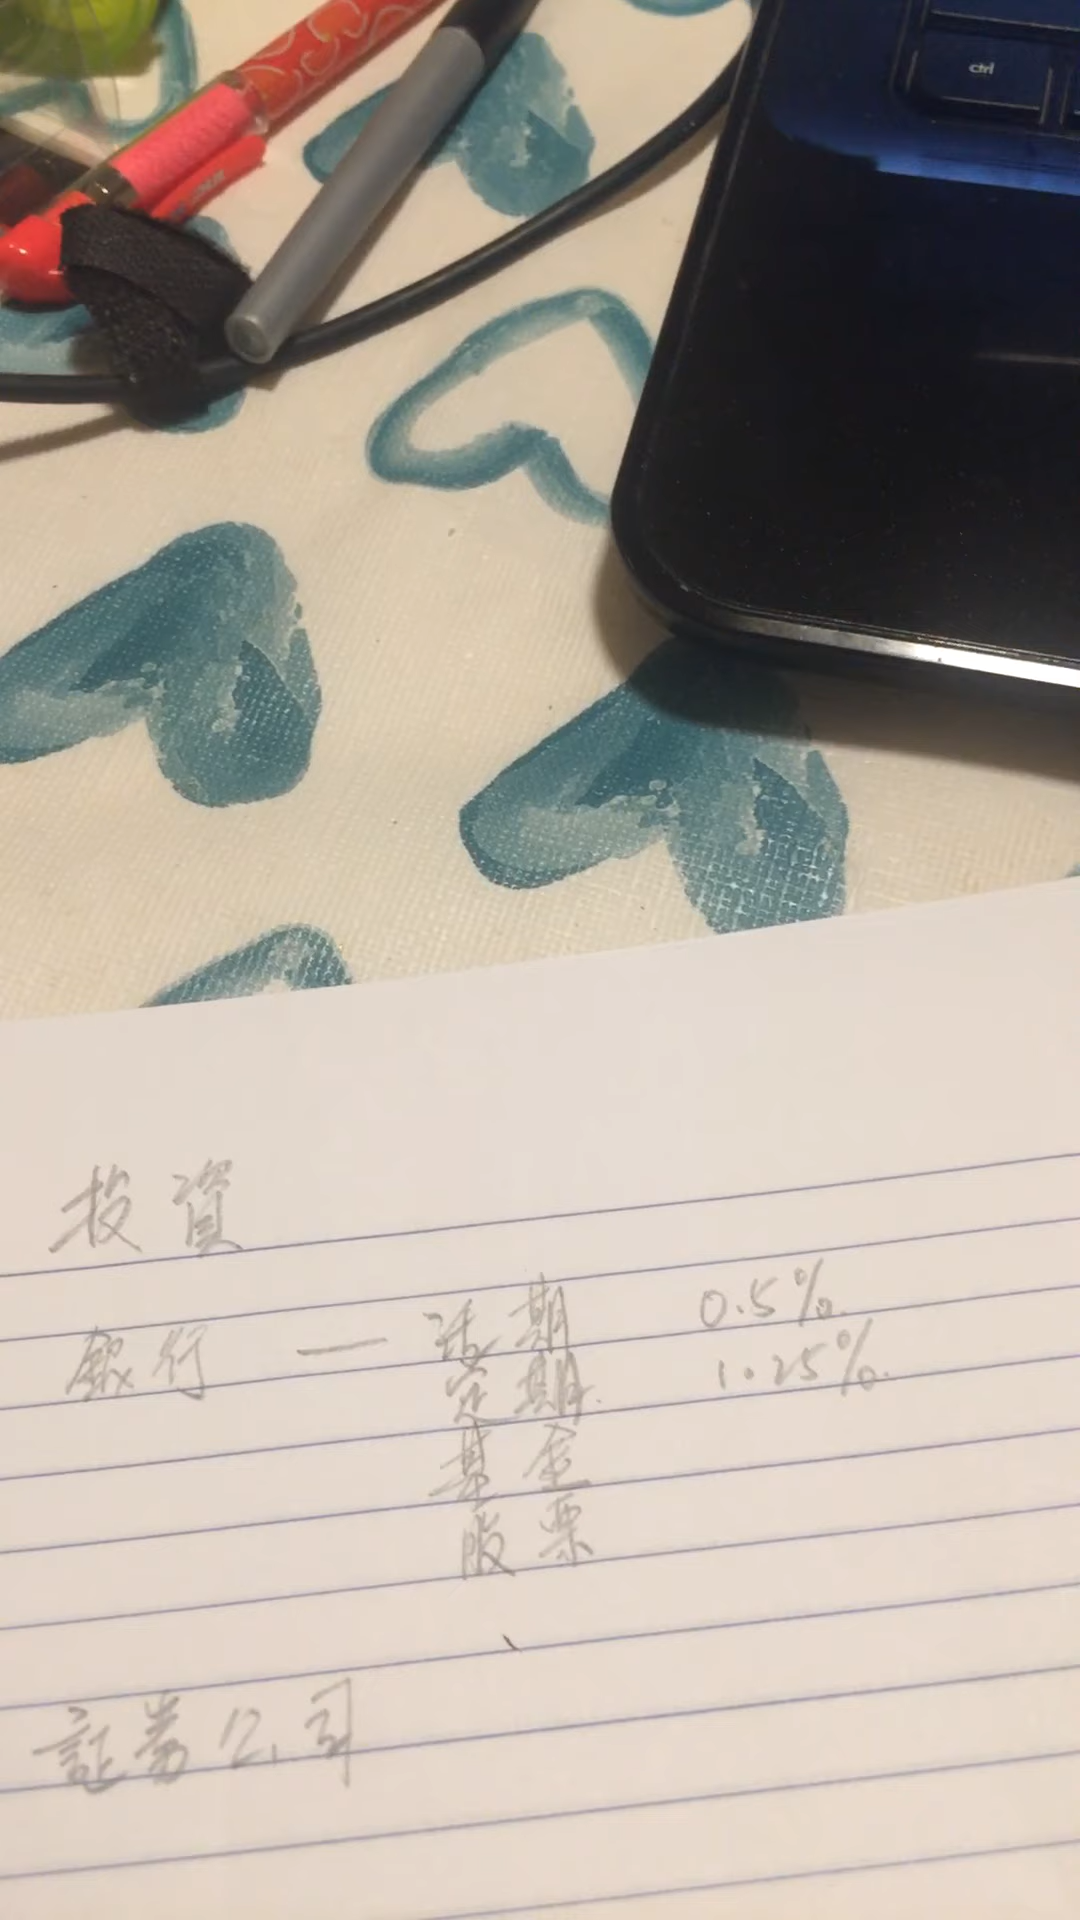 ctrl
投資
銀行 — 活期 0.5%
定期 1.25%
基金
股票
証券公司